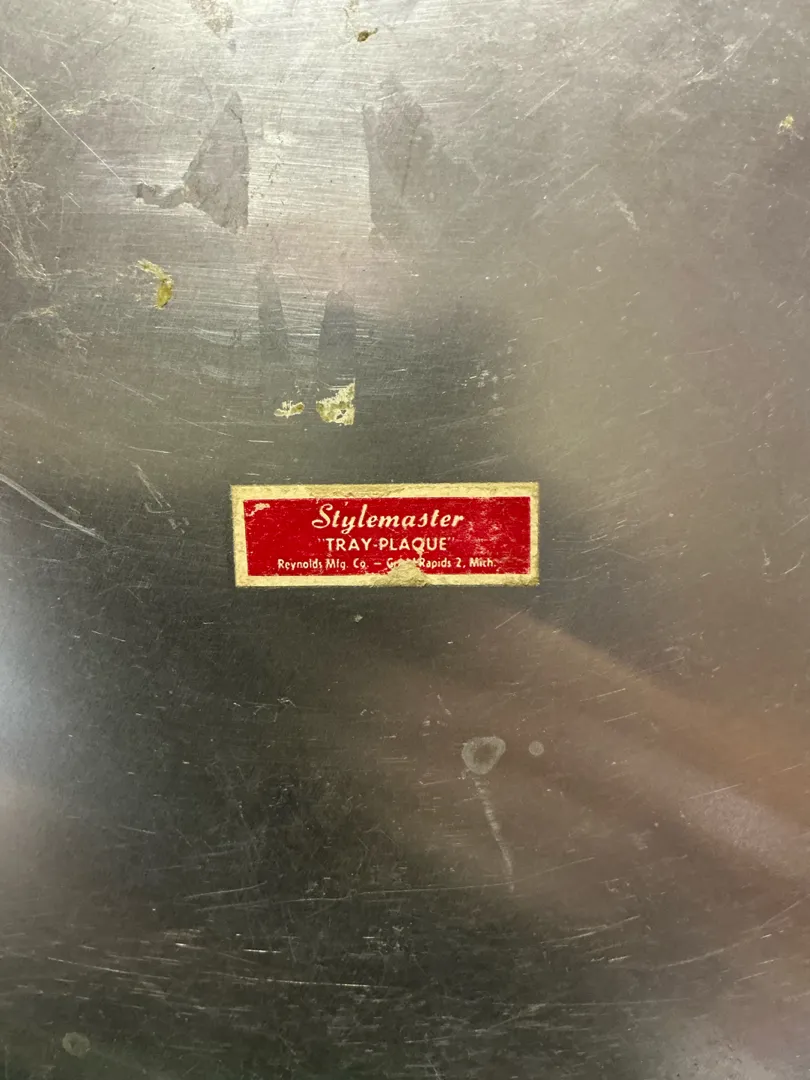 Stylemaster
"TRAY-PLAQUE"
Reynolds Mfg. Co. — Rapids 2, Mich.